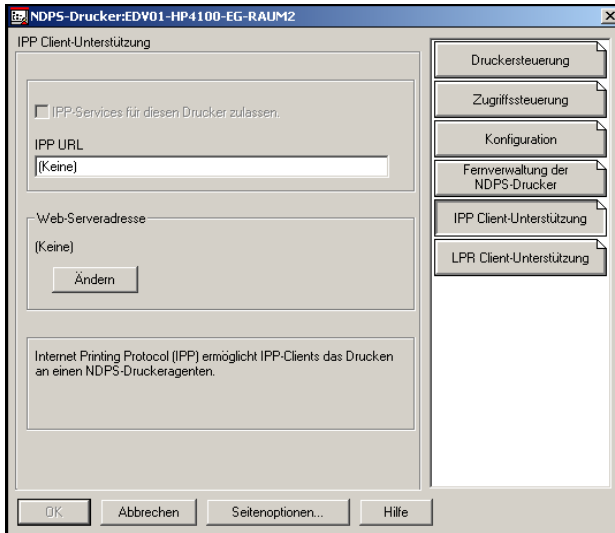 NDPS-Drucker:EDV01-HP4100-EG-RAUM2
IPP Client-Unterstützung
IPP-Services für diesen Drucker zulassen.
IPP URL
(Keine)
Web-Serveradresse
(Keine)
Ändern
Internet Printing Protocol (IPP) ermöglicht IPP-Clients das Drucken
an einen NDPS-Druckeragenten.
Druckersteuerung
Zugriffssteuerung
Konfiguration
Fernverwaltung der
NDPS-Drucker
IPP Client-Unterstützung
LPR Client-Unterstützung
OK
Abbrechen
Seitenoptionen...
Hilfe